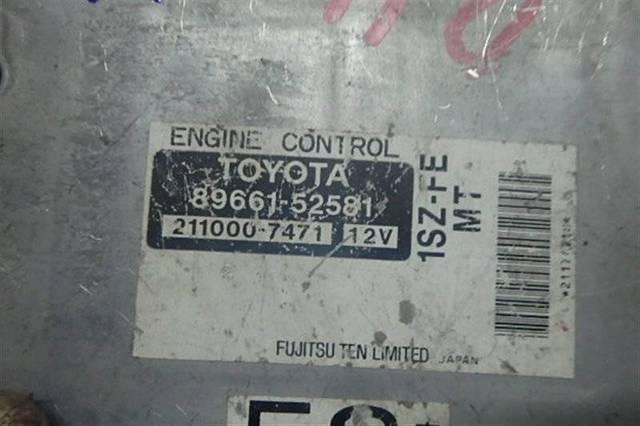 ENGINE CONTROL
TOYOTA
89661-52581
211000-7471 12V
1SZ-FE
MT
FUJITSU TEN LIMITED JAPAN